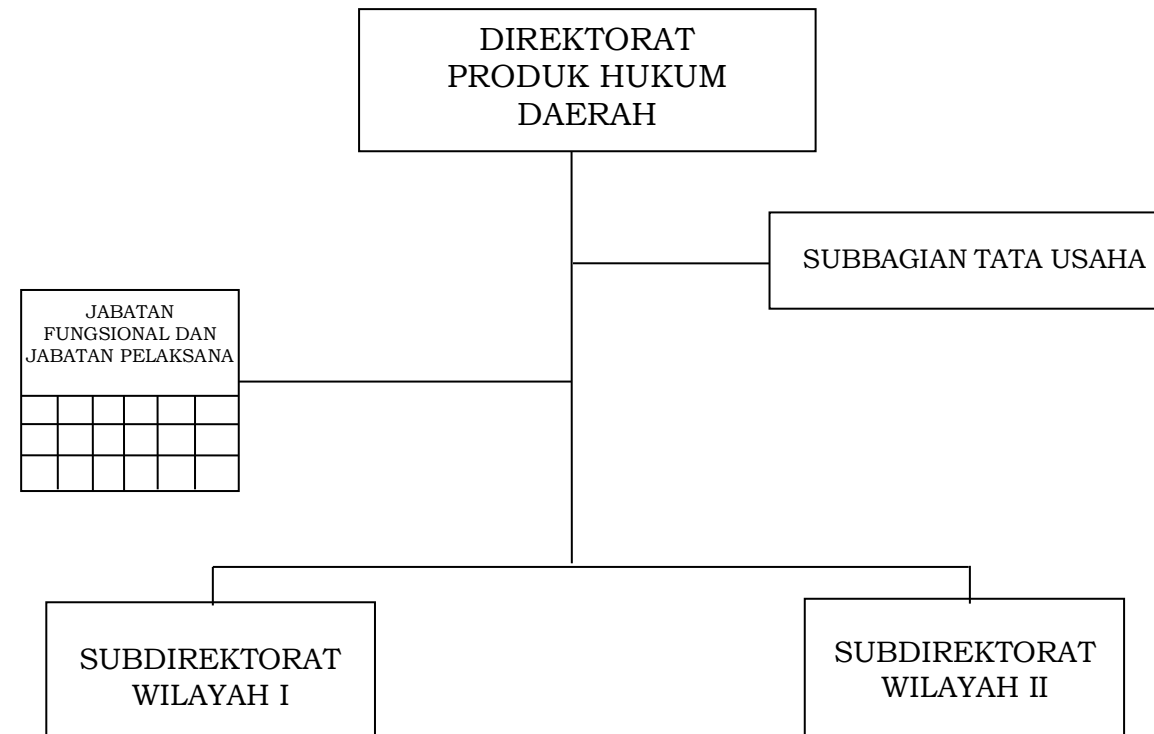 DIREKTORAT
PRODUK HUKUM
DAERAH
SUBBAGIAN TATA USAHA
JABATAN
FUNGSIONAL DAN
JABATAN PELAKSANA
SUBDIREKTORAT
WILAYAH I
SUBDIREKTORAT
WILAYAH II